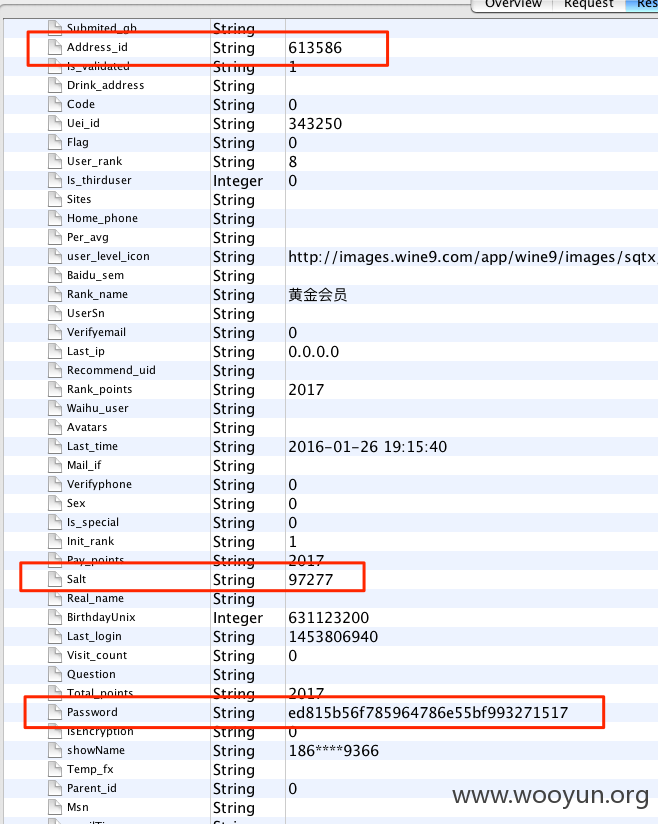 Overview Request Res
Submited_gh String
Address_id String 613586
Is_validated String 1
Drink_address String
Code String 0
Uei_id String 343250
Flag String 0
User_rank String 8
Is_thirduser Integer 0
Sites String
Home_phone String
Per_avg String
user_level_icon String http://images.wine9.com/app/wine9/images/sqtx,
Baidu_sem String
Rank_name String 黄金会员
UserSn String
Verifyemail String 0
Last_ip String 0.0.0.0
Recommend_uid String
Rank_points String 2017
Waihu_user String
Avatars String
Last_time String 2016-01-26 19:15:40
Mail_if String
Verifyphone String 0
Sex String 0
Is_special String 0
Init_rank String 1
Pay_points String 2017
Salt String 97277
Real_name String
BirthdayUnix Integer 631123200
Last_login String 1453806940
Visit_count String 0
Question String
Total_points String 2017
Password String ed815b56f785964786e55bf993271517
IsEncryption String 0
showName String 186****9366
Temp_fx String
Parent_id String 0
Msn String
www.wooyun.org